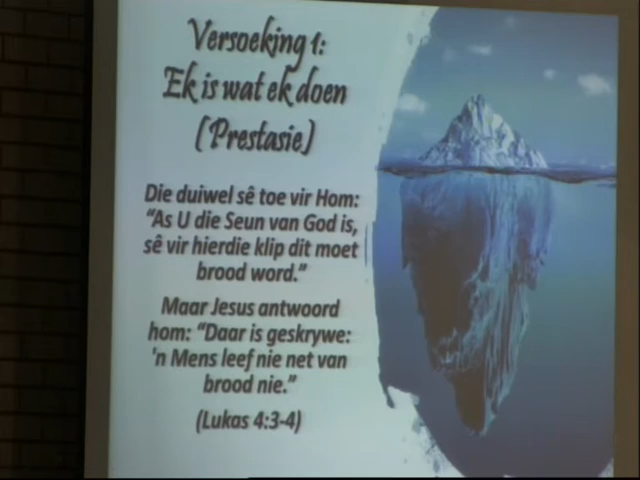 Versoeking 1:
Ek is wat ek doen
(Prestasie)
Die duiwel sê toe vir Hom:
“As U die Seun van God is,
sê vir hierdie klip dit moet
brood word.”
Maar Jesus antwoord
hom: “Daar is geskrywe:
'n Mens leef nie net van
brood nie.”
(Lukas 4:3-4)